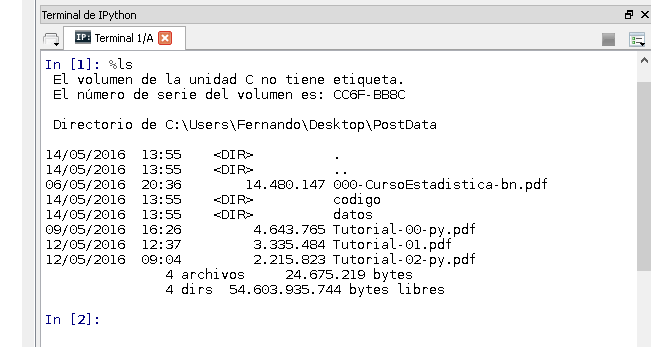 Terminal de IPython
IP: Terminal 1/A
In [1]: %ls
El volumen de la unidad C no tiene etiqueta.
El número de serie del volumen es: CC6F-BB8C
Directorio de C:\Users\Fernando\Desktop\PostData
14/05/2016  13:55    <DIR>          .
14/05/2016  13:55    <DIR>          ..
06/05/2016  20:36        14.480.147 000-CursoEstadistica-bn.pdf
14/05/2016  13:55    <DIR>          codigo
14/05/2016  13:55    <DIR>          datos
09/05/2016  16:26         4.643.765 Tutorial-00-py.pdf
12/05/2016  12:37         3.335.484 Tutorial-01.pdf
12/05/2016  09:04         2.215.823 Tutorial-02-py.pdf
4 archivos     24.675.219 bytes
4 dirs  54.603.935.744 bytes libres
In [2]: